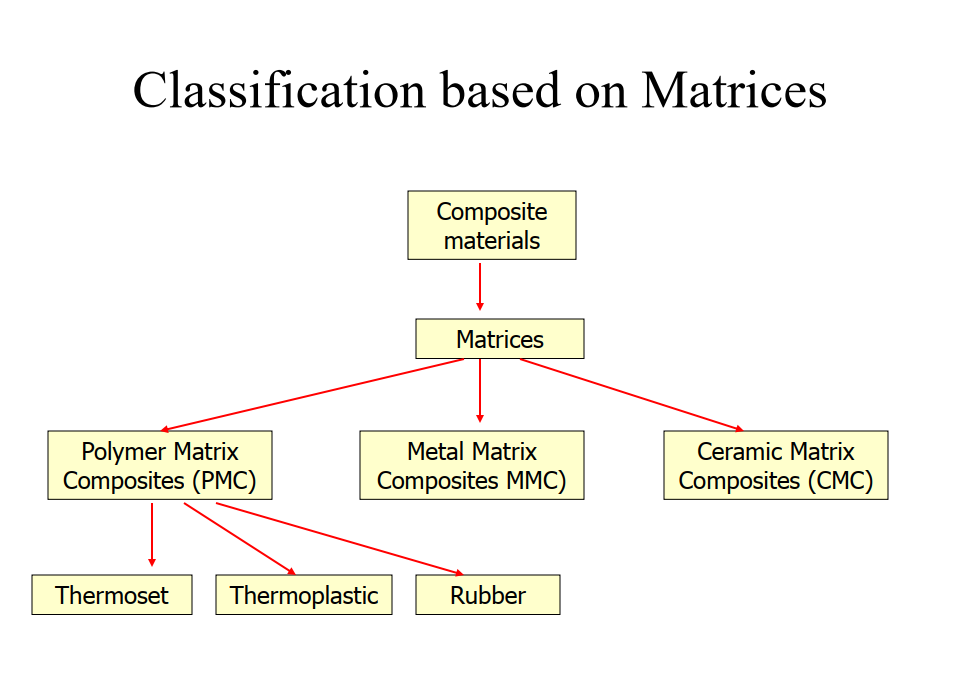 Classification based on Matrices
Composite
materials
Matrices
Polymer Matrix
Composites (PMC)
Metal Matrix
Composites MMC)
Ceramic Matrix
Composites (CMC)
Thermoset
Thermoplastic
Rubber